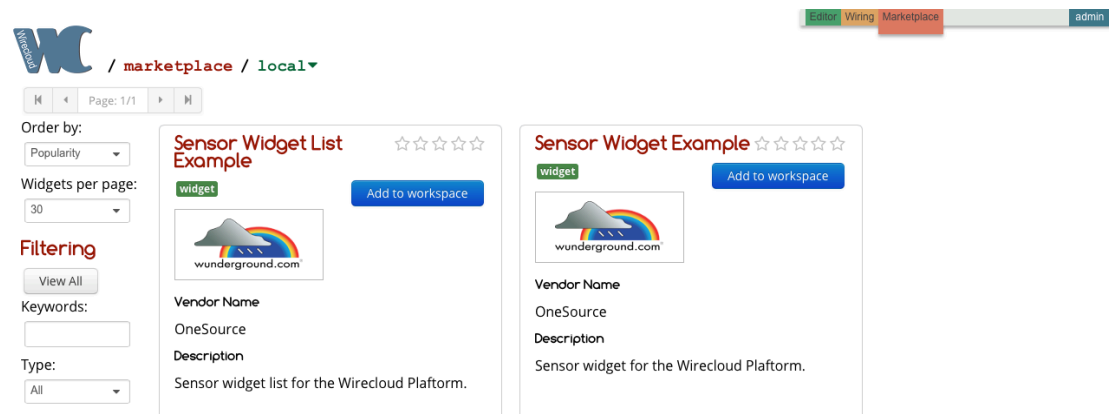 Editor Wiring Marketplace admin
Wirecloud
WC
/ marketplace / local
Page: 1/1
Order by:
Popularity
Widgets per page:
30
Filtering
View All
Keywords:
Type:
All
Sensor Widget List
Example
widget
Add to workspace
wunderground.com
Vendor Name
OneSource
Description
Sensor widget list for the Wirecloud Plaftorm.
Sensor Widget Example
widget
Add to workspace
wunderground.com
Vendor Name
OneSource
Description
Sensor widget for the Wirecloud Plaftorm.